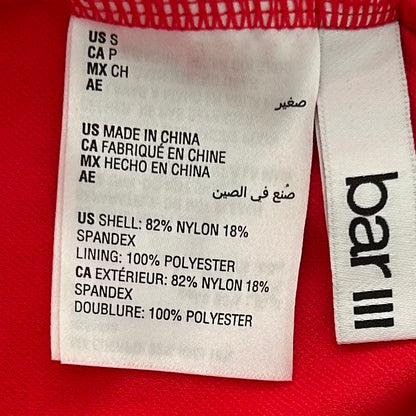 US S
CA P
MX CH
AE
صغير
US MADE IN CHINA
CA FABRIQUÉ EN CHINE
MX HECHO EN CHINA
AE
صُنع في الصين
US SHELL: 82% NYLON 18%
SPANDEX
LINING: 100% POLYESTER
CA EXTÉRIEUR: 82% NYLON 18%
SPANDEX
DOUBLURE: 100% POLYESTER
bar III